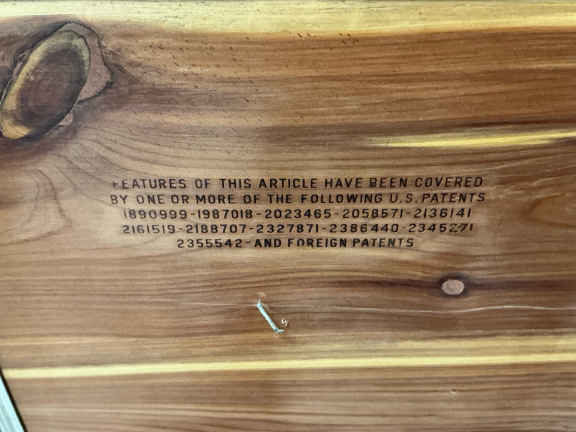 FEATURES OF THIS ARTICLE HAVE BEEN COVERED
BY ONE OR MORE OF THE FOLLOWING U.S. PATENTS
1890999-1987018-2023465-2058571-2136141
2161519-2188707-2327871-2386440-2345271
2355542-AND FOREIGN PATENTS